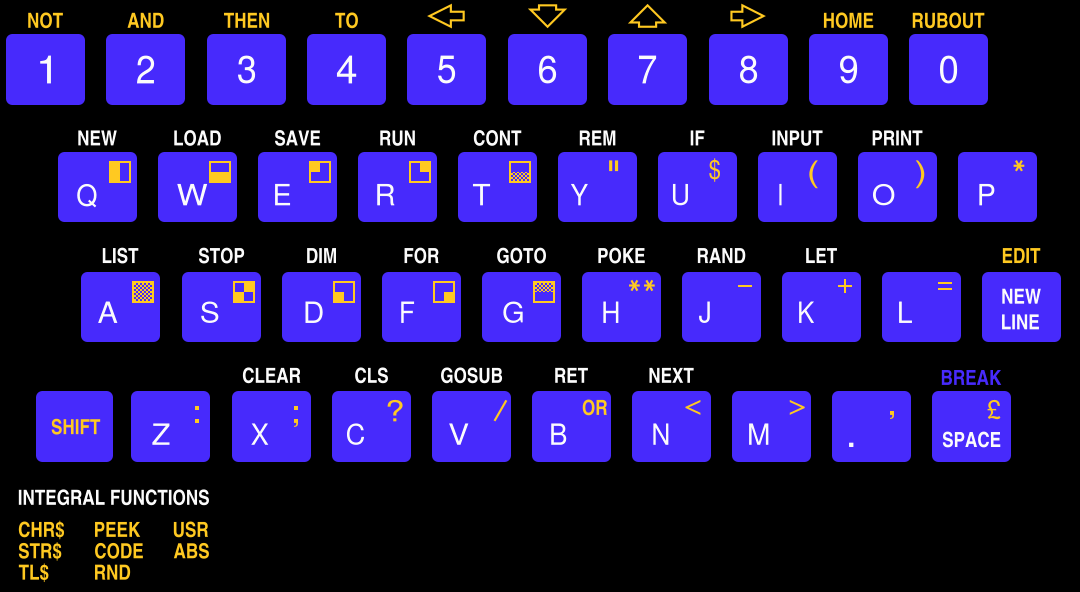 NOT AND THEN TO HOME RUBOUT
1 2 3 4 5 6 7 8 9 0
NEW LOAD SAVE RUN CONT REM IF INPUT PRINT
" $ ( ) *
Q W E R T Y U I O P
LIST STOP DIM FOR GOTO POKE RAND LET EDIT
** − + =
A S D F G H J K L NEW LINE
CLEAR CLS GOSUB RET NEXT BREAK
: ; ? / OR < > , £
SHIFT Z X C V B N M . SPACE
INTEGRAL FUNCTIONS
CHR$ PEEK USR
STR$ CODE ABS
TL$ RND